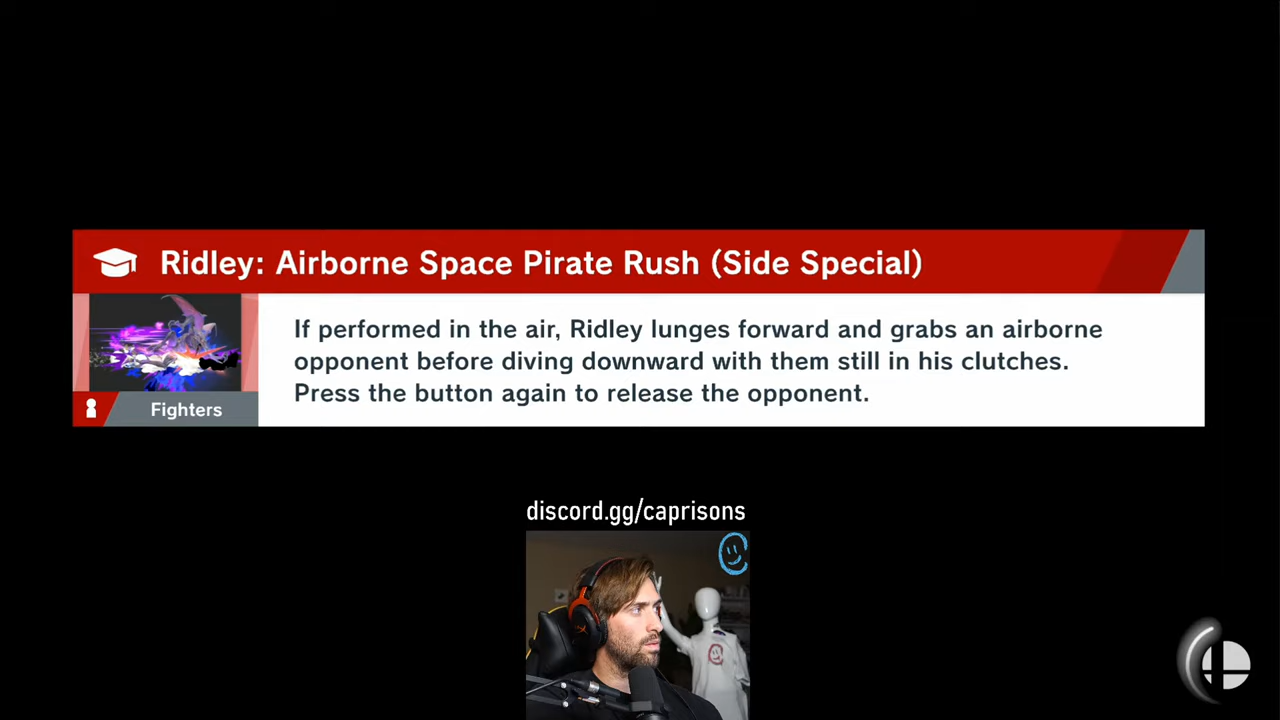 Ridley: Airborne Space Pirate Rush (Side Special)
If performed in the air, Ridley lunges forward and grabs an airborne
opponent before diving downward with them still in his clutches.
Press the button again to release the opponent.
Fighters
discord.gg/caprisons